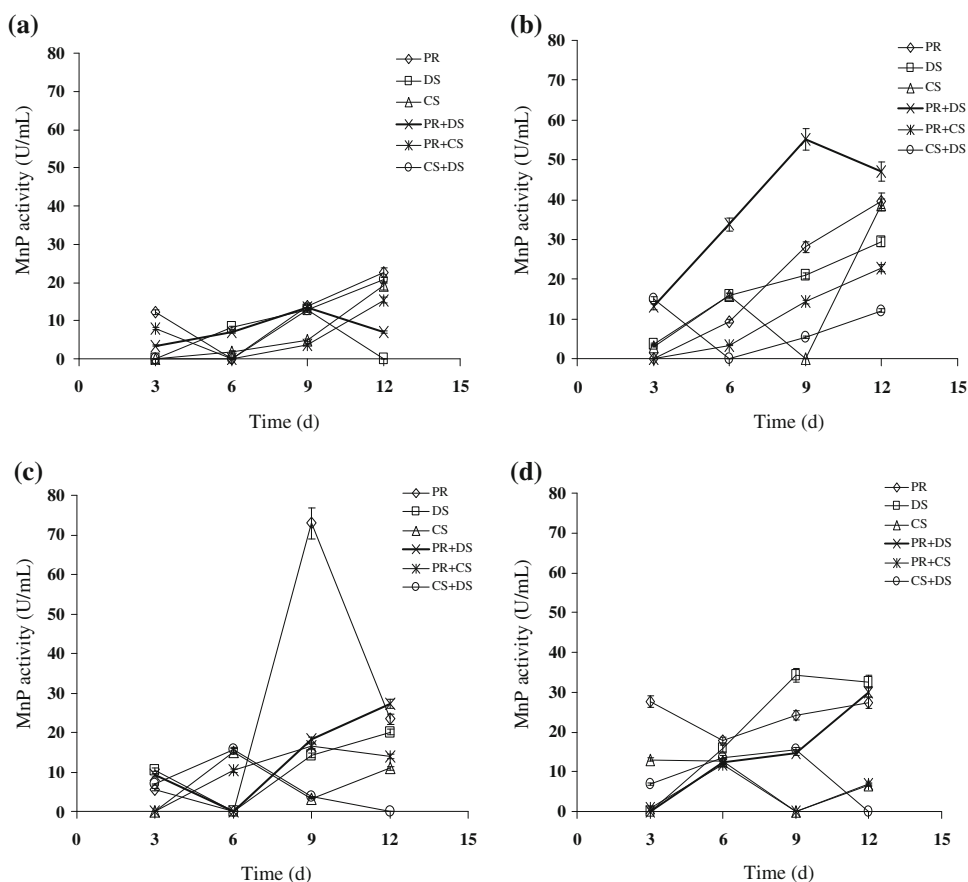 (a)
80
70
60
50
40
30
20
10
0
MnP activity (U/mL)
0 3 6 9 12 15
Time (d)
PR
DS
CS
PR+DS
PR+CS
CS+DS
(b)
80
70
60
50
40
30
20
10
0
MnP activity (U/mL)
0 3 6 9 12 15
Time (d)
PR
DS
CS
PR+DS
PR+CS
CS+DS
(c)
80
70
60
50
40
30
20
10
0
MnP activity (U/mL)
0 3 6 9 12 15
Time (d)
PR
DS
CS
PR+DS
PR+CS
CS+DS
(d)
80
70
60
50
40
30
20
10
0
MnP activity (U/mL)
0 3 6 9 12 15
Time (d)
PR
DS
CS
PR+DS
PR+CS
CS+DS